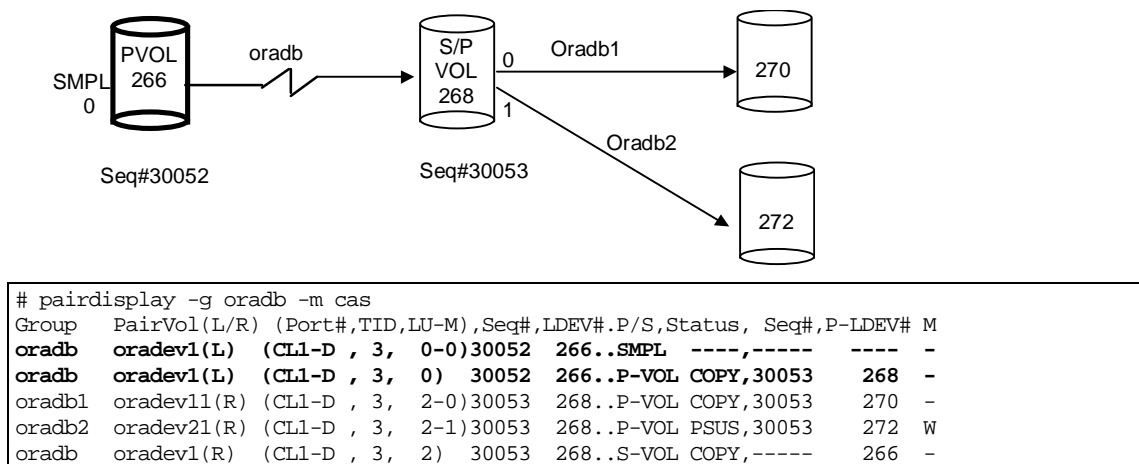 PVOL
266
SMPL
0
oradb
S/P
VOL
268
0
1
Oradb1
270
Oradb2
272
Seq#30052
Seq#30053
# pairdisplay -g oradb -m cas
Group PairVol(L/R) (Port#,TID,LU-M),Seq#,LDEV#.P/S,Status, Seq#,P-LDEV# M
oradb oradev1(L) (CL1-D , 3, 0-0)30052 266..SMPL ----,----- ---- -
oradb oradev1(L) (CL1-D , 3, 0) 30052 266..P-VOL COPY,30053 268 -
oradb1 oradev11(R) (CL1-D , 3, 2-0)30053 268..P-VOL COPY,30053 270 -
oradb2 oradev21(R) (CL1-D , 3, 2-1)30053 268..P-VOL PSUS,30053 272 W
oradb oradev1(R) (CL1-D , 3, 2) 30053 268..S-VOL COPY,----- 266 -